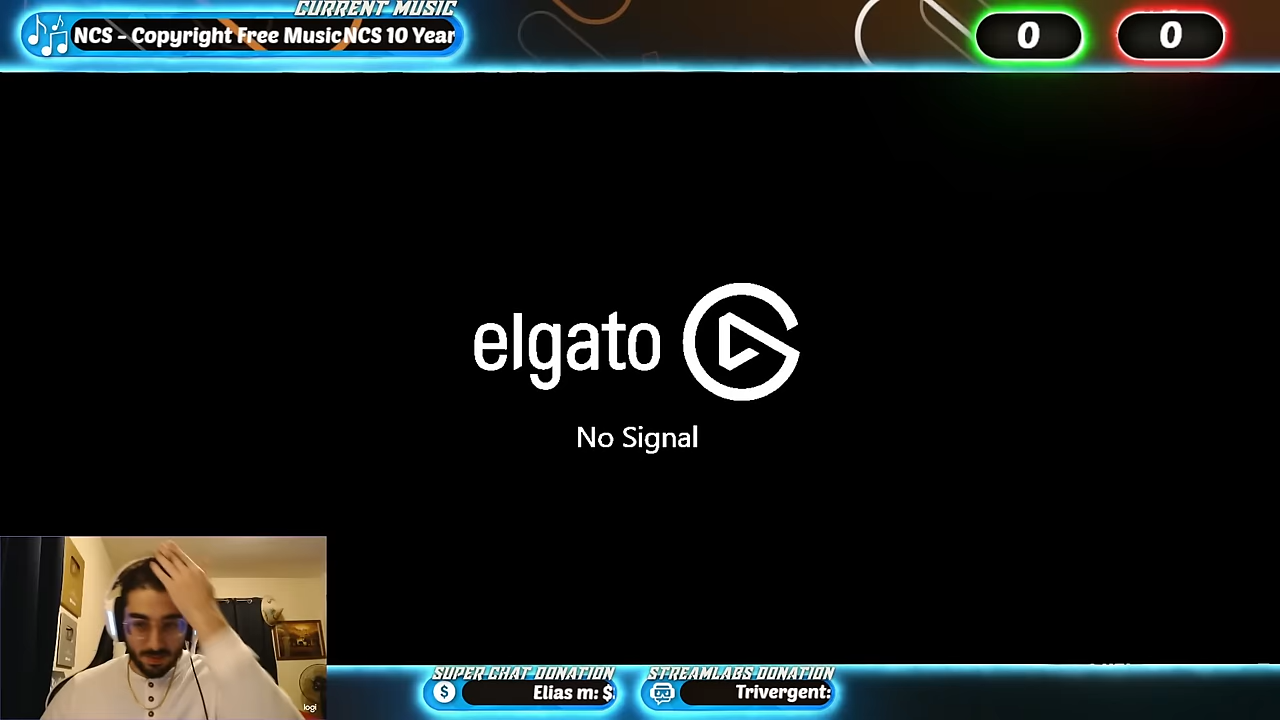 CURRENT MUSIC
NCS - Copyright Free MusicNCS 10 Year
0
0
elgato
No Signal
logi
SUPER CHAT DONATION
Elias m: $
STREAMLABS DONATION
Trivergent: